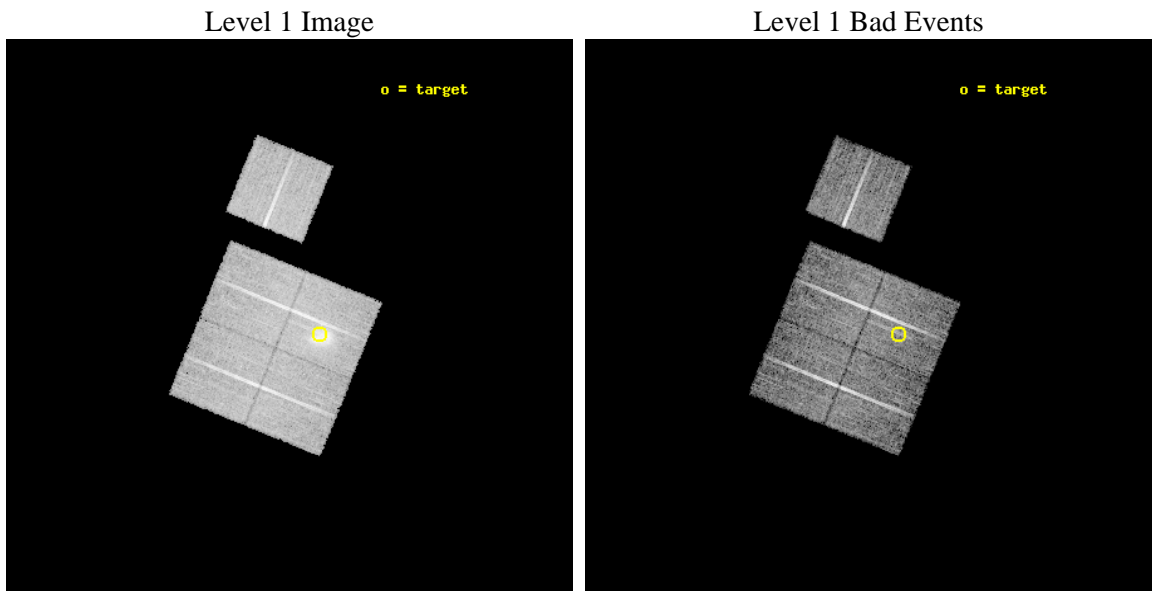 Level 1 Image
Level 1 Bad Events
o = target
o = target